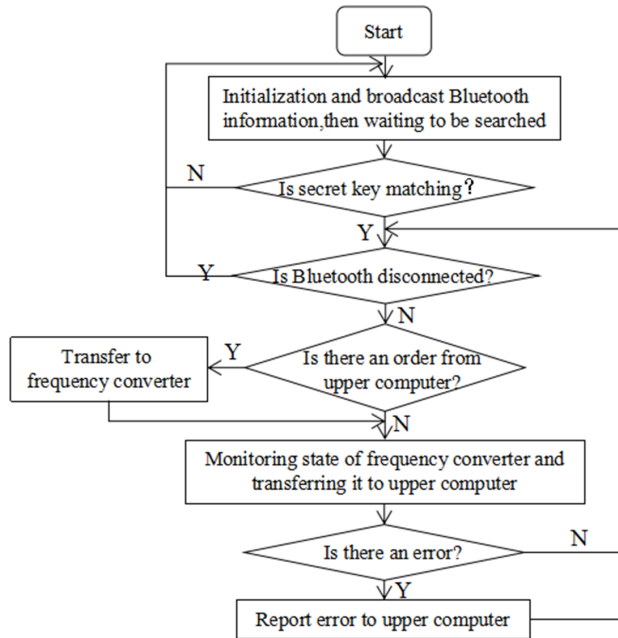 Start
Initialization and broadcast Bluetooth
information,then waiting to be searched
N
Is secret key matching?
Y
Y
Is Bluetooth disconnected?
N
Transfer to
frequency converter
Y
Is there an order from
upper computer?
N
Monitoring state of frequency converter and
transferring it to upper computer
Is there an error?
N
Y
Report error to upper computer